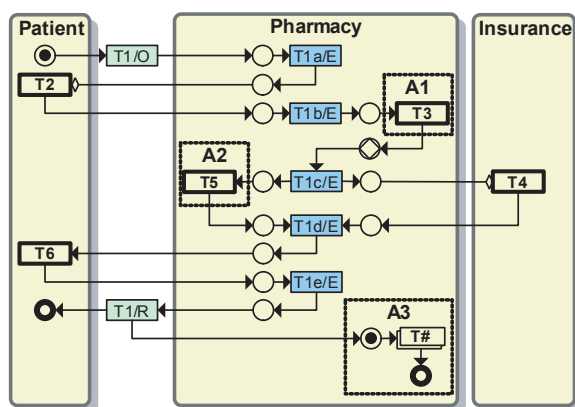 Patient Pharmacy Insurance
T1/O T1a/E
T2 A1
T1b/E T3
A2
T5 T1c/E T4
T1d/E
T6
T1e/E
T1/R A3
T#